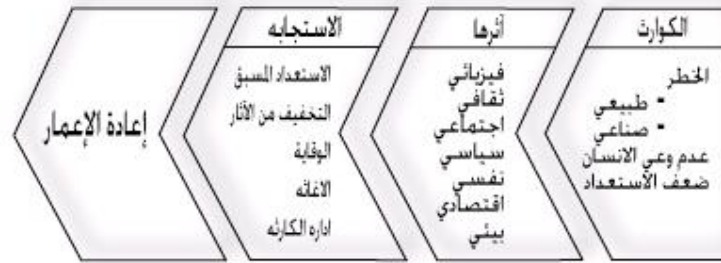 الكوارث
الخطر
▪ طبيعي
▪ صناعي
عدم وعي الانسان
ضعف الأستعداد
أثرها
فيزيائي
ثقافي
اجتماعي
سياسي
نفسي
اقتصادي
بيئي
الاستجابه
الاستعداد المسبق
التخفيف من الآثار
الوقاية
الاغاثه
اداره الكارثه
إعادة الإعمار